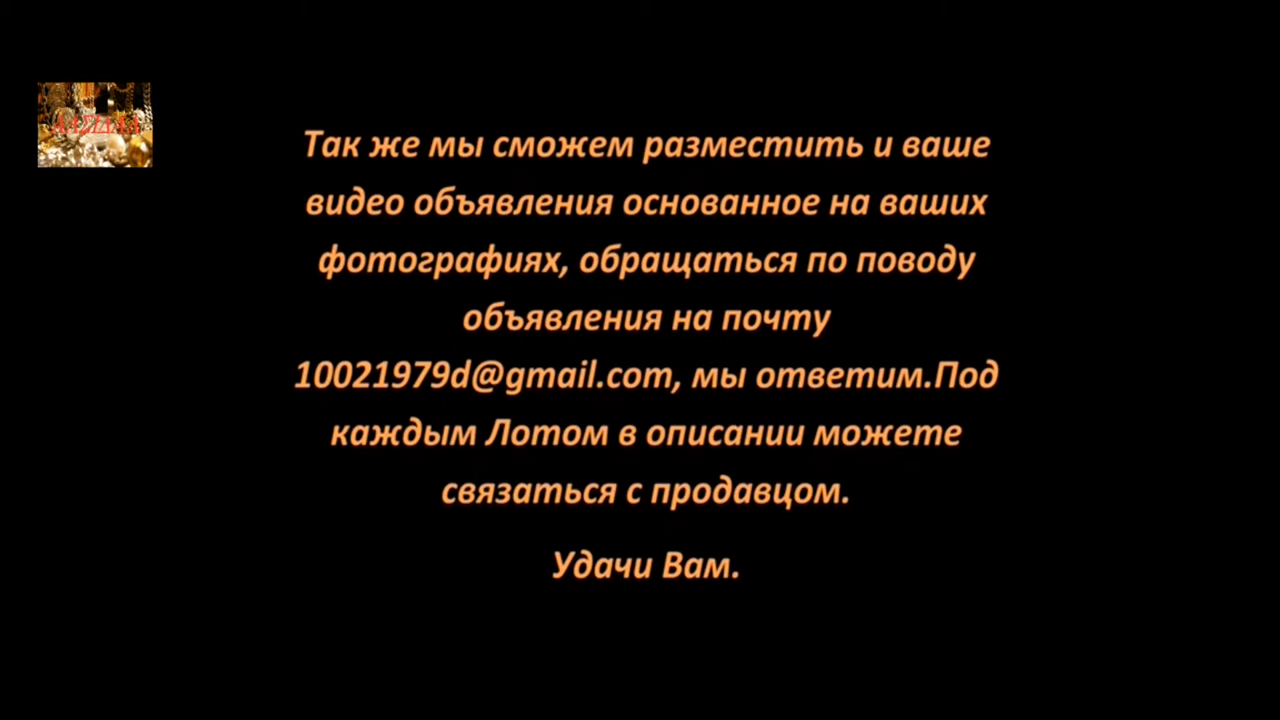 Так же мы сможем разместить и ваше
видео объявления основанное на ваших
фотографиях, обращаться по поводу
объявления на почту
10021979d@gmail.com, мы ответим.Под
каждым Лотом в описании можете
связаться с продавцом.
Удачи Вам.